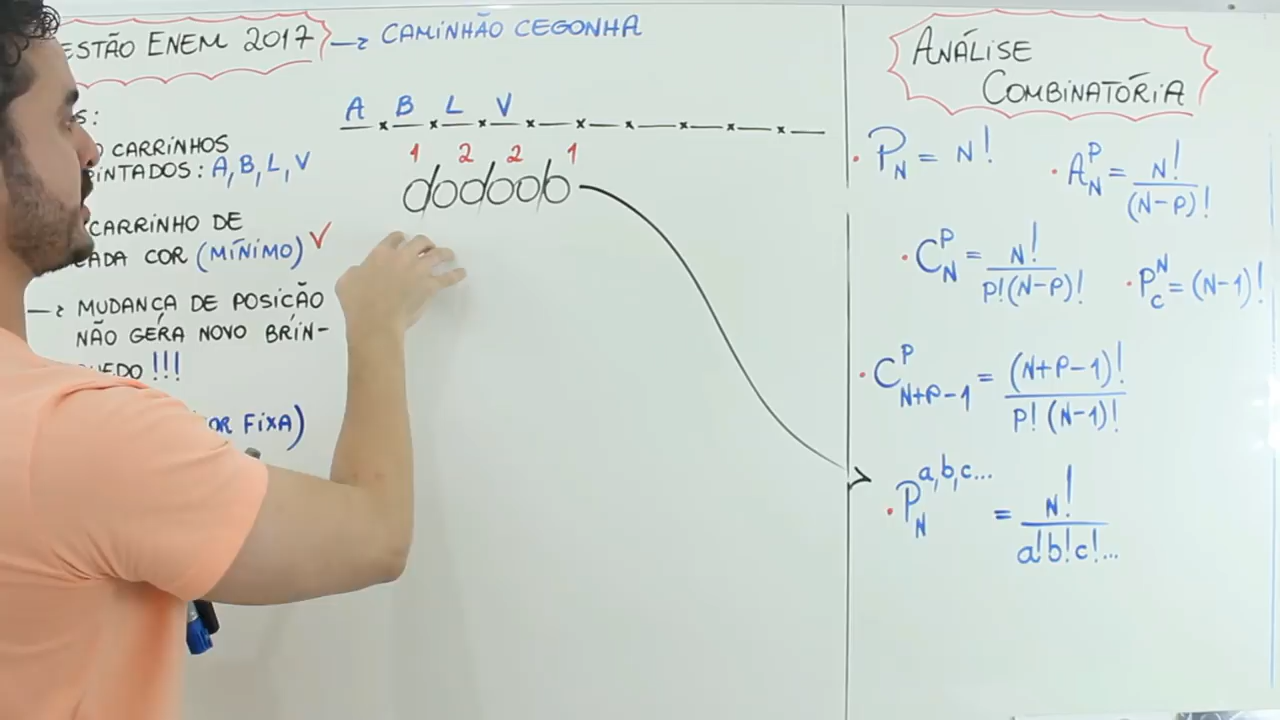 ESTÃO ENEM 2017 → CAMINHÃO CEGONHA
S:
O CARRINHOS
PINTADOS: A, B, L, V
CARRINHO DE
CADA COR (MÍNIMO) ✓
→ MUDANÇA DE POSIÇÃO
NÃO GERA NOVO BRIN-
UEDO !!!
OR FIXA)
A × B × L × V × — × — × — × — × — × —
1 2 2 1
ANÁLISE
COMBINATÓRIA
• P_N = N!
• A_N^P = N!/(N-P)!
• C_N^P = N!/P!(N-P)!
• P_C^N = (N-1)!
• C_{N+P-1}^P = (N+P-1)!/P!(N-1)!
• P_N^{a,b,c...} = N!/a!b!c!...